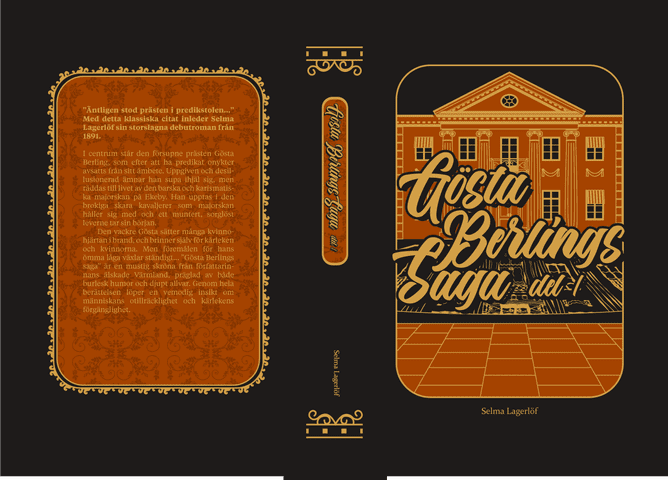 "Äntligen stod prästen i predikstolen..."
Med detta klassiska citat inleder Selma
Lagerlöf sin storslagna debutroman från
1891.
I centrum står den försupne prästen Gösta
Berling, som efter att ha predikat onykter
avsatts från sitt ämbete. Uppgiven och desil-
lusionerad ämnar han supa ihjäl sig, men
räddas till livet av den barska och karismatis-
ka majorskan på Ekeby. Han upptas i den
brokiga skara kavaljerer som majorskan
håller sig med och ett muntert, sorglöst
leverne tar sin början.
Den vackre Gösta sätter många kvinno-
hjärtan i brand, och brinner själv för kärleken
och kvinnorna. Men föremålen för hans
ömma låga växlar ständigt... "Gösta Berlings
saga" är en mustig skröna från författarin-
nans älskade Värmland, präglad av både
burlesk humor och djupt allvar. Genom hela
berättelsen löper en vemodig insikt om
människans otillräcklighet och kärlekens
förgänglighet.
Gösta Berlings Saga del 1
Selma Lagerlöf
Gösta
Berlings
Saga del-1
Selma Lagerlöf